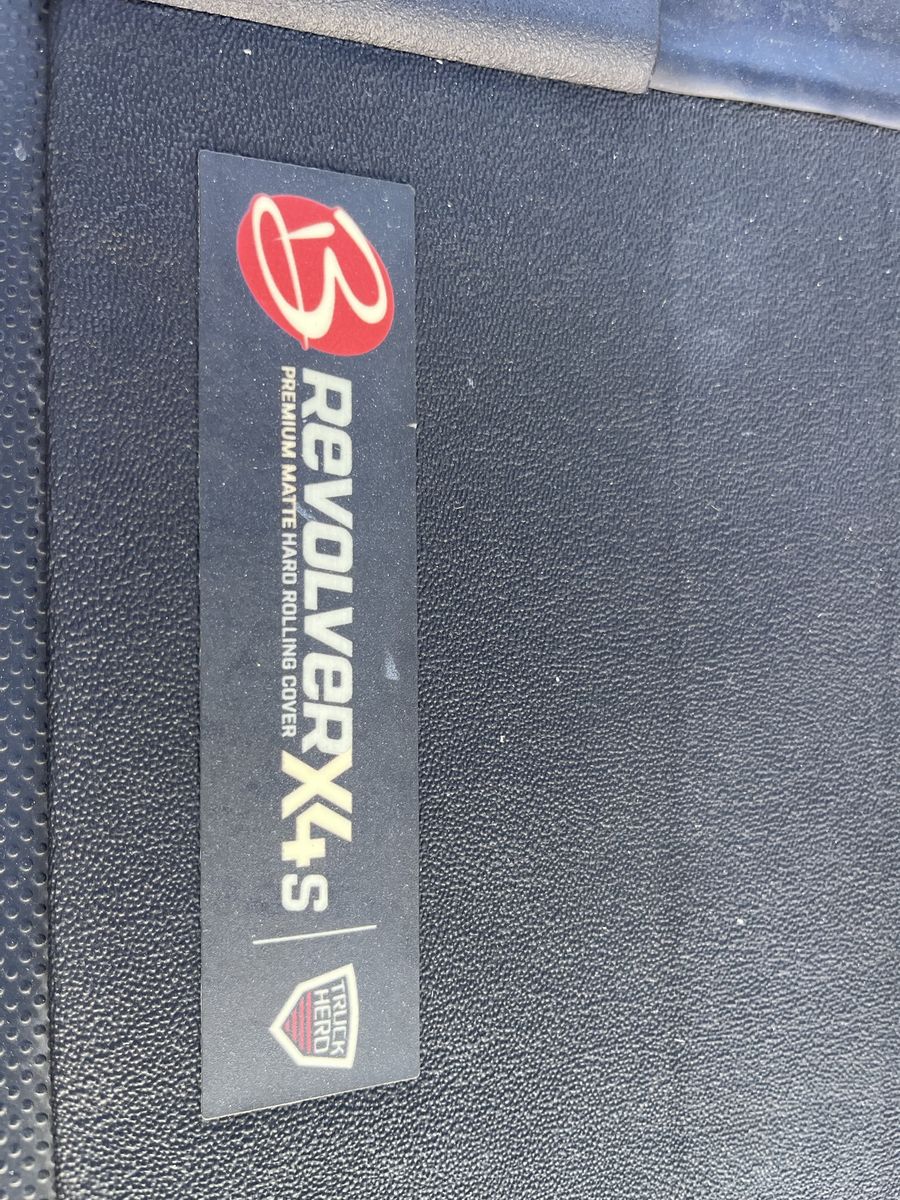 B
ReVOLVeRX4S
PREMIUM MATTE HARD ROLLING COVER
TRUCK
HERO